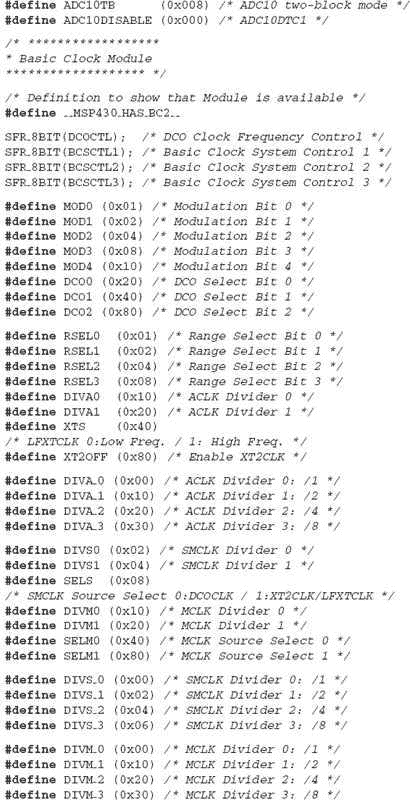 #define ADC10TB (0x008) /* ADC10 two-block mode */
#define ADC10DISABLE (0x000) /* ADC10DTC1 */
/* ******************
* Basic Clock Module
****************** */
/* Definition to show that Module is available */
#define __MSP430_HAS_BC2__
SFR_8BIT(DCOCTL); /* DCO Clock Frequency Control */
SFR_8BIT(BCSCTL1); /* Basic Clock System Control 1 */
SFR_8BIT(BCSCTL2); /* Basic Clock System Control 2 */
SFR_8BIT(BCSCTL3); /* Basic Clock System Control 3 */
#define MOD0 (0x01) /* Modulation Bit 0 */
#define MOD1 (0x02) /* Modulation Bit 1 */
#define MOD2 (0x04) /* Modulation Bit 2 */
#define MOD3 (0x08) /* Modulation Bit 3 */
#define MOD4 (0x10) /* Modulation Bit 4 */
#define DCO0 (0x20) /* DCO Select Bit 0 */
#define DCO1 (0x40) /* DCO Select Bit 1 */
#define DCO2 (0x80) /* DCO Select Bit 2 */
#define RSEL0 (0x01) /* Range Select Bit 0 */
#define RSEL1 (0x02) /* Range Select Bit 1 */
#define RSEL2 (0x04) /* Range Select Bit 2 */
#define RSEL3 (0x08) /* Range Select Bit 3 */
#define DIVA0 (0x10) /* ACLK Divider 0 */
#define DIVA1 (0x20) /* ACLK Divider 1 */
#define XTS (0x40)
/* LFXTCLK 0:Low Freq. / 1: High Freq. */
#define XT2OFF (0x80) /* Enable XT2CLK */
#define DIVA_0 (0x00) /* ACLK Divider 0: /1 */
#define DIVA_1 (0x10) /* ACLK Divider 1: /2 */
#define DIVA_2 (0x20) /* ACLK Divider 2: /4 */
#define DIVA_3 (0x30) /* ACLK Divider 3: /8 */
#define DIVS0 (0x02) /* SMCLK Divider 0 */
#define DIVS1 (0x04) /* SMCLK Divider 1 */
#define SELS (0x08)
/* SMCLK Source Select 0:DCOCLK / 1:XT2CLK/LFXTCLK */
#define DIVM0 (0x10) /* MCLK Divider 0 */
#define DIVM1 (0x20) /* MCLK Divider 1 */
#define SELM0 (0x40) /* MCLK Source Select 0 */
#define SELM1 (0x80) /* MCLK Source Select 1 */
#define DIVS_0 (0x00) /* SMCLK Divider 0: /1 */
#define DIVS_1 (0x02) /* SMCLK Divider 1: /2 */
#define DIVS_2 (0x04) /* SMCLK Divider 2: /4 */
#define DIVS_3 (0x06) /* SMCLK Divider 3: /8 */
#define DIVM_0 (0x00) /* MCLK Divider 0: /1 */
#define DIVM_1 (0x10) /* MCLK Divider 1: /2 */
#define DIVM_2 (0x20) /* MCLK Divider 2: /4 */
#define DIVM_3 (0x30) /* MCLK Divider 3: /8 */